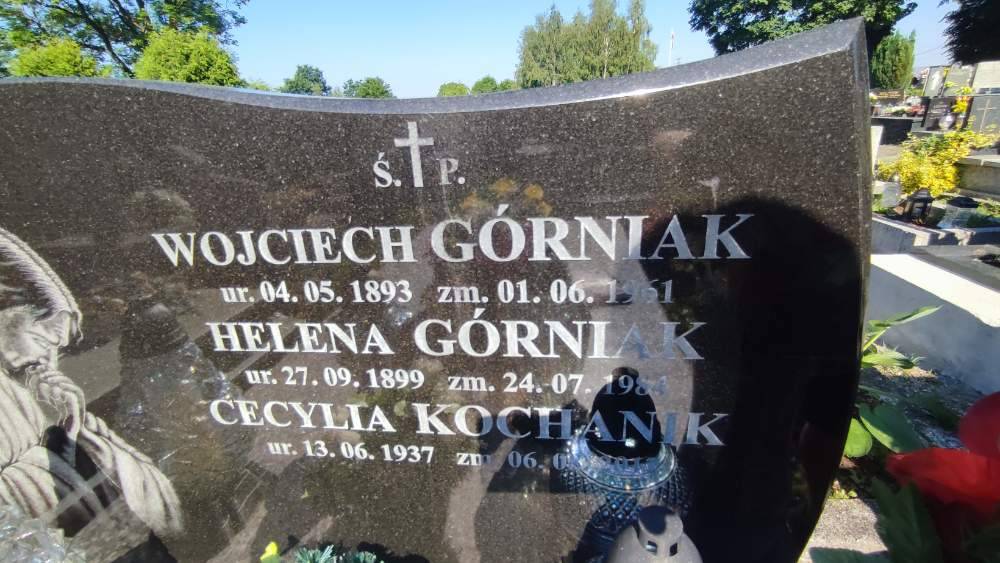 Ś. P.
WOJCIECH GÓRNIAK
ur. 04. 05. 1893 zm. 01. 06. 1961
HELENA GÓRNIAK
ur. 27. 09. 1899 zm. 24. 07. 1984
CECYLIA KOCHANIK
ur. 13. 06. 1937 zm. 06.